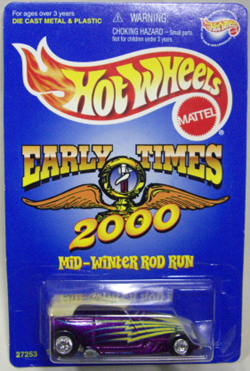 For ages over 3 years
DIE CAST METAL & PLASTIC
WARNING:
CHOKING HAZARD - Small parts.
Not for children under 3 years.
Hot Wheels
MATTEL
EARLY TIMES
2000
MID-WINTER ROD RUN
27253